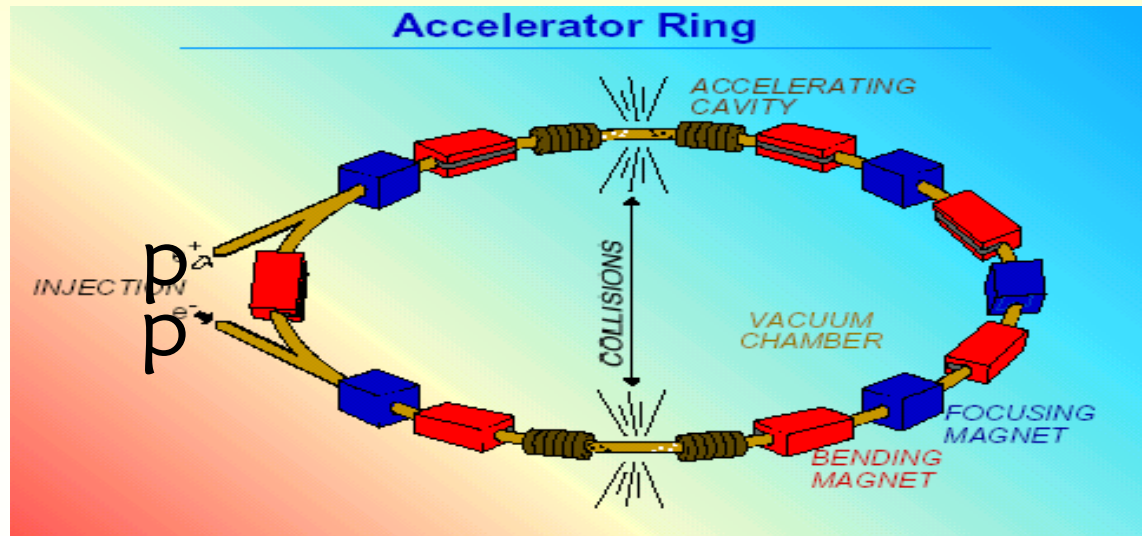 Accelerator Ring
ACCELERATING
CAVITY
p
e+
INJECTION
e-
p
COLLISIONS
VACUUM
CHAMBER
FOCUSING
MAGNET
BENDING
MAGNET